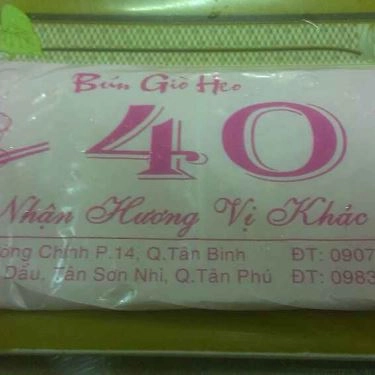 Bún Giò Heo
40
Nhận Hương Vị Khác
Chinh P.14, Q.Tân Bình ĐT: 0907
Dầu, Tân Sơn Nhì, Q.Tân Phú ĐT: 0983